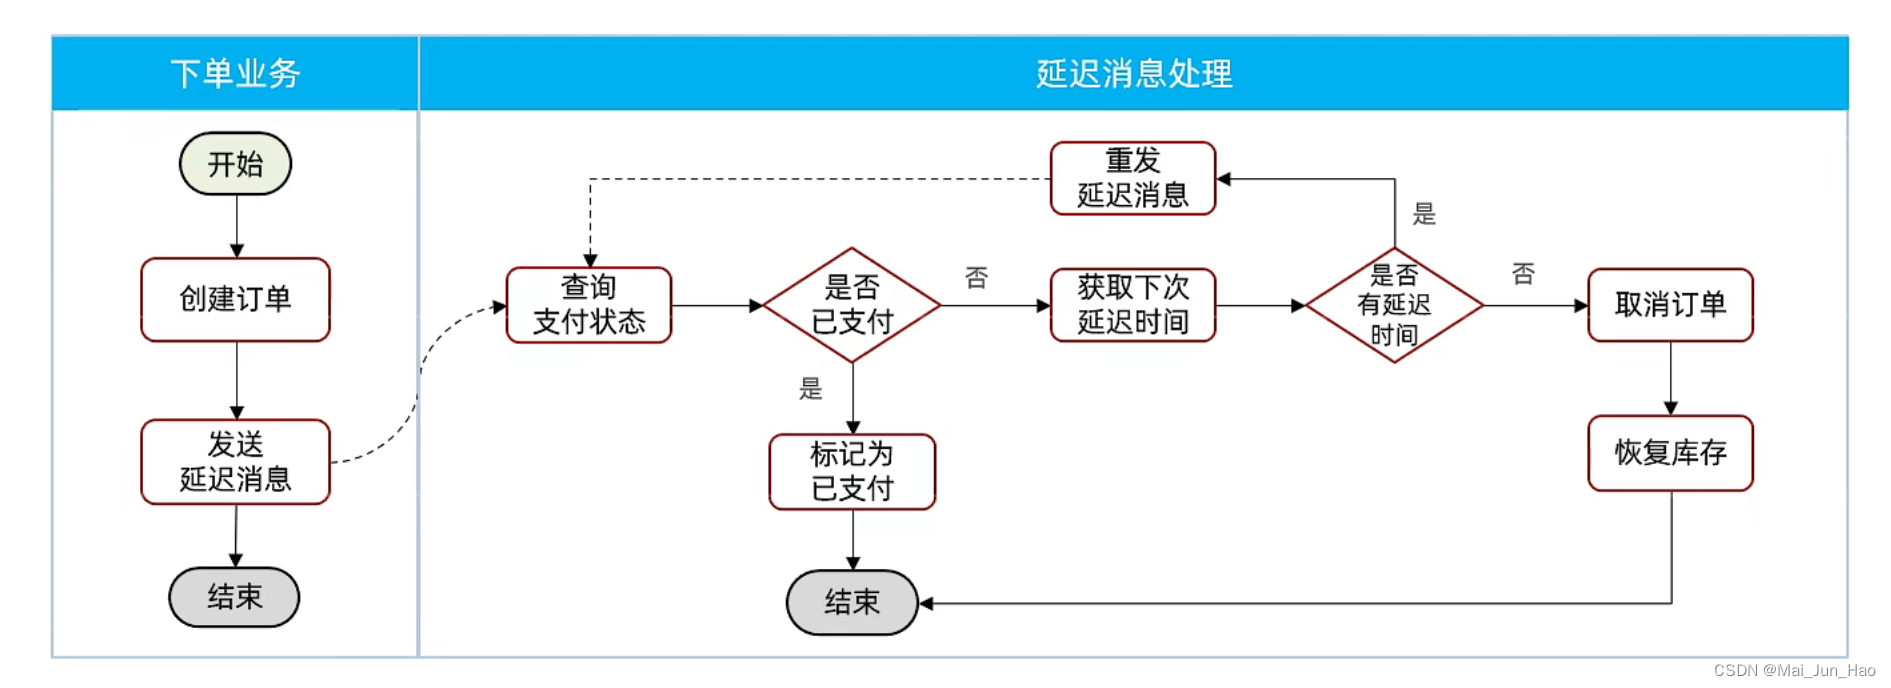 下单业务
延迟消息处理
开始
创建订单
发送
延迟消息
结束
重发
延迟消息
是
查询
支付状态
是否
已支付
否
获取下次
延迟时间
是否
有延迟
时间
否
取消订单
是
标记为
已支付
恢复库存
结束
CSDN @Mai_Jun_Hao